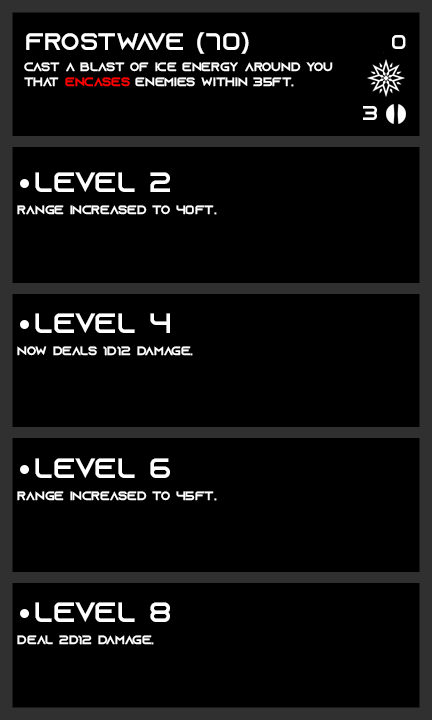 FROSTWAVE (70) 0
CAST A BLAST OF ICE ENERGY AROUND YOU
THAT ENCASES ENEMIES WITHIN 35FT.
3
•LEVEL 2
RANGE INCREASED TO 40FT.
•LEVEL 4
NOW DEALS 1D12 DAMAGE.
•LEVEL 6
RANGE INCREASED TO 45FT.
•LEVEL 8
DEAL 2D12 DAMAGE.